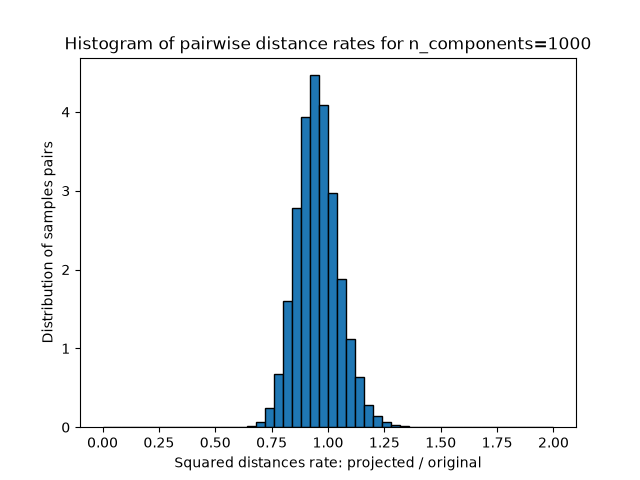 Histogram of pairwise distance rates for n_components=1000
Distribution of samples pairs
4
3
2
1
0
0.00 0.25 0.50 0.75 1.00 1.25 1.50 1.75 2.00
Squared distances rate: projected / original